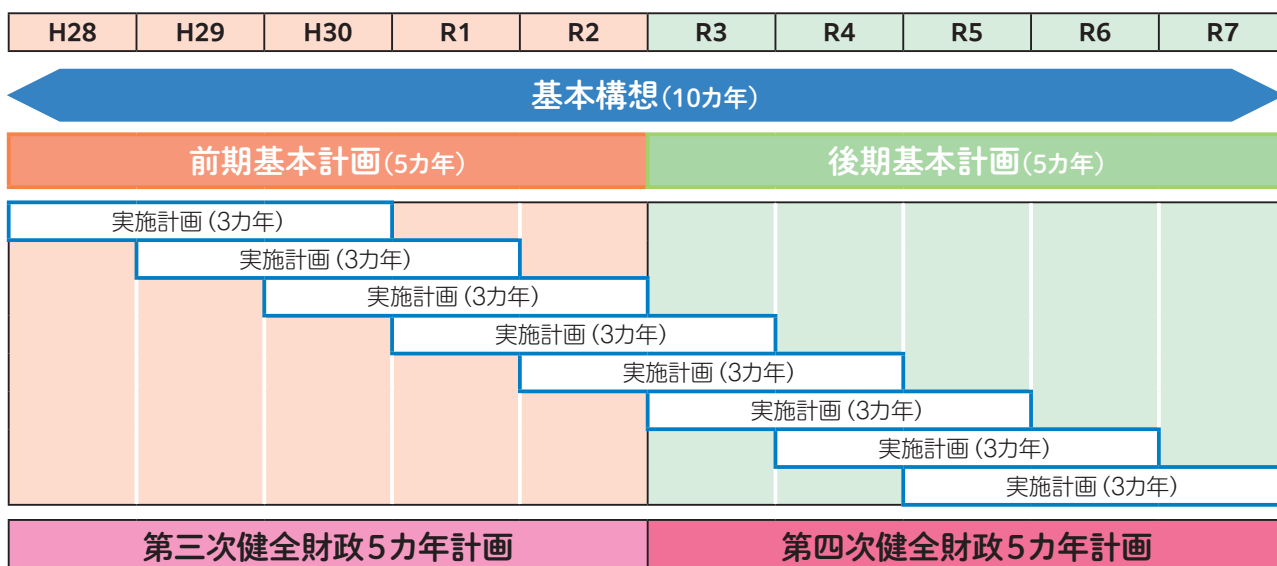 H28 H29 H30 R1 R2 R3 R4 R5 R6 R7
基本構想(10カ年)
前期基本計画(5カ年) 後期基本計画(5カ年)
実施計画(3カ年)
実施計画(3カ年)
実施計画(3カ年)
実施計画(3カ年)
実施計画(3カ年)
実施計画(3カ年)
実施計画(3カ年)
実施計画(3カ年)
第三次健全財政5カ年計画 第四次健全財政5カ年計画